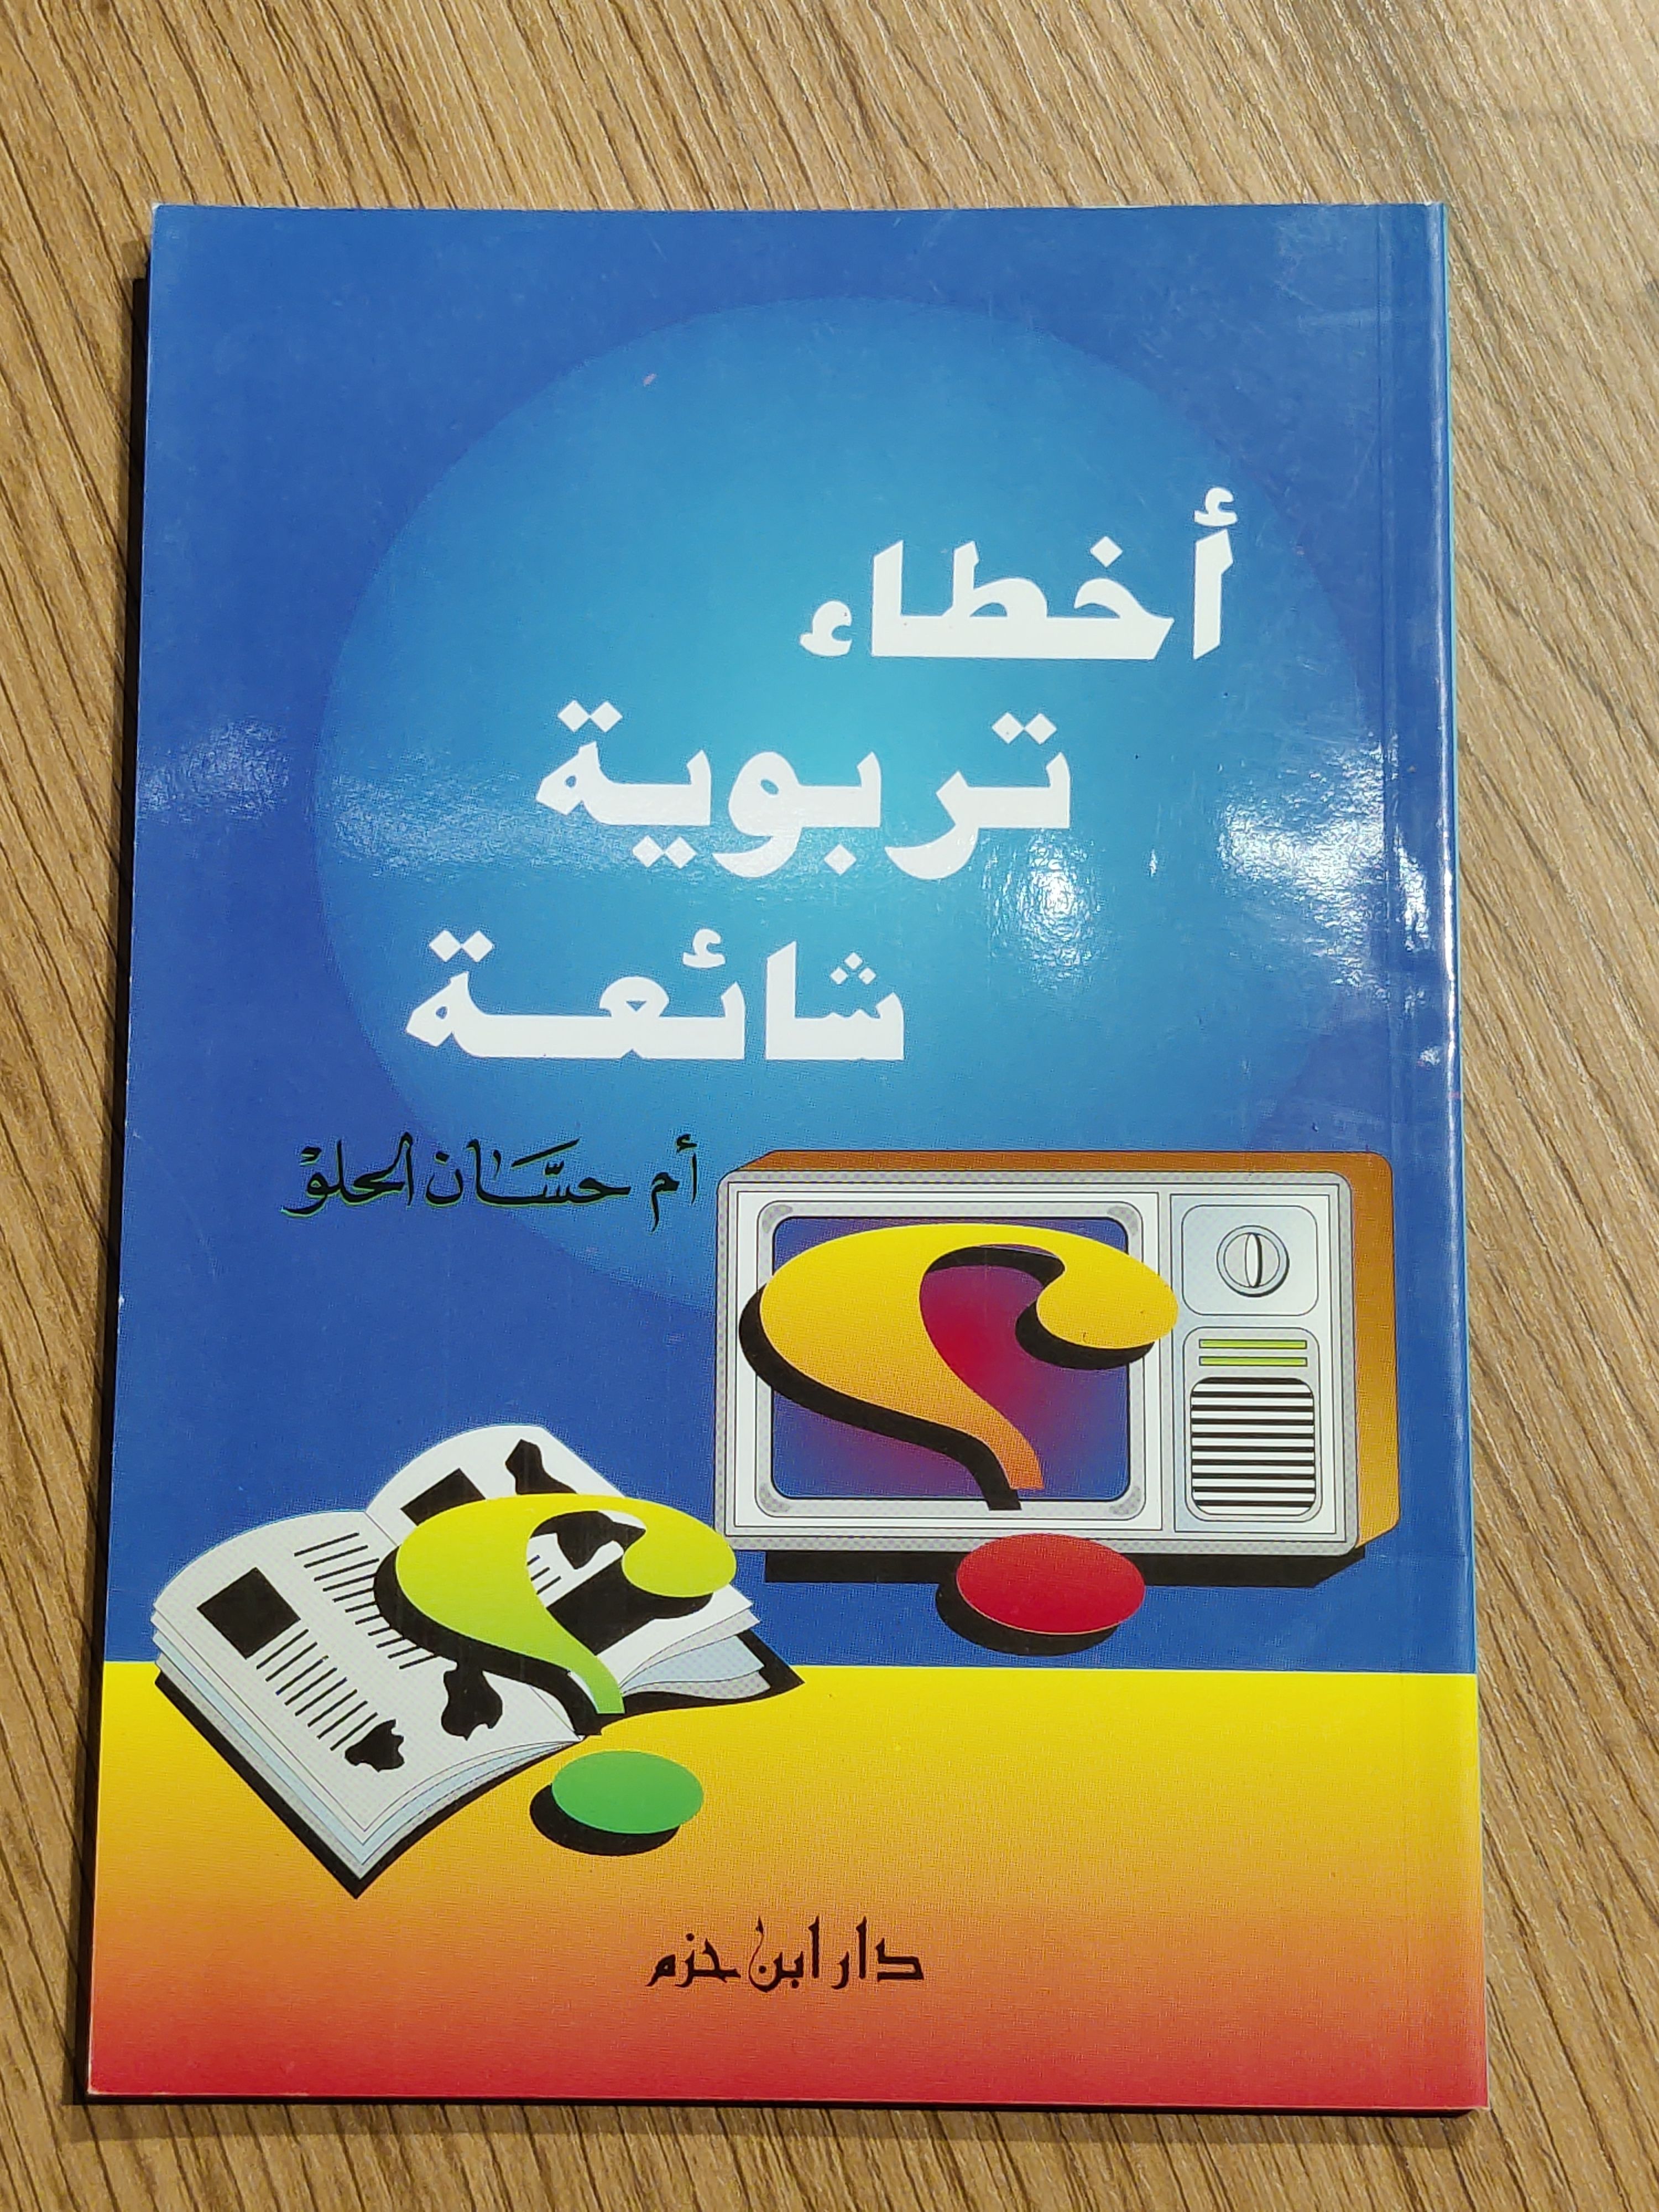 أخطاء
تربوية
شائعة
أم حسَّان الحلو
دار ابن حزم